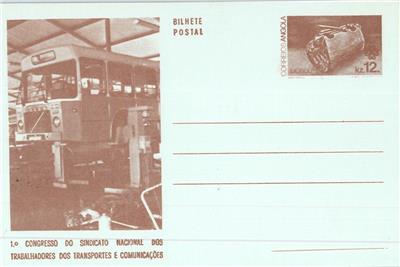 BILHETE
POSTAL
CORREIOS ANGOLA
kz. 12
1.º CONGRESSO DO SINDICATO NACIONAL DOS
TRABALHADORES DOS TRANSPORTES E COMUNICAÇÕES